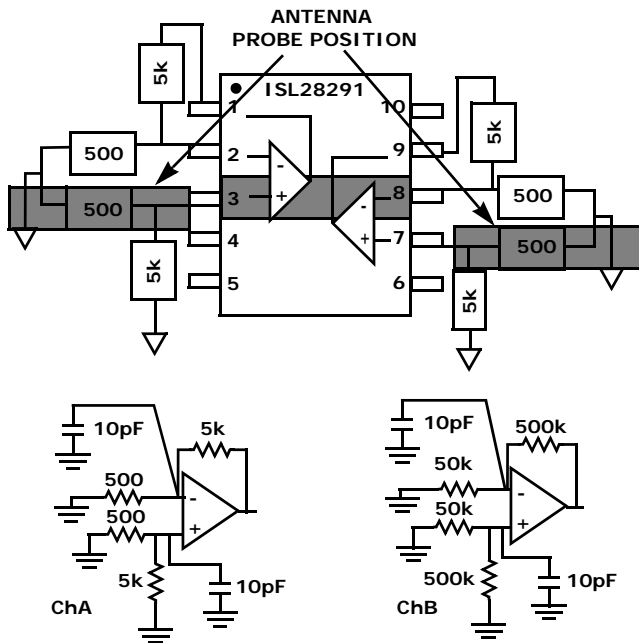 ANTENNA
PROBE POSITION
ISL28291
5k
1
10
5k
500
2
9
500
3
8
500
4
7
500
5k
5
6
5k
10pF
5k
500
-
500
+
5k
10pF
ChA
10pF
500k
50k
-
50k
+
500k
10pF
ChB